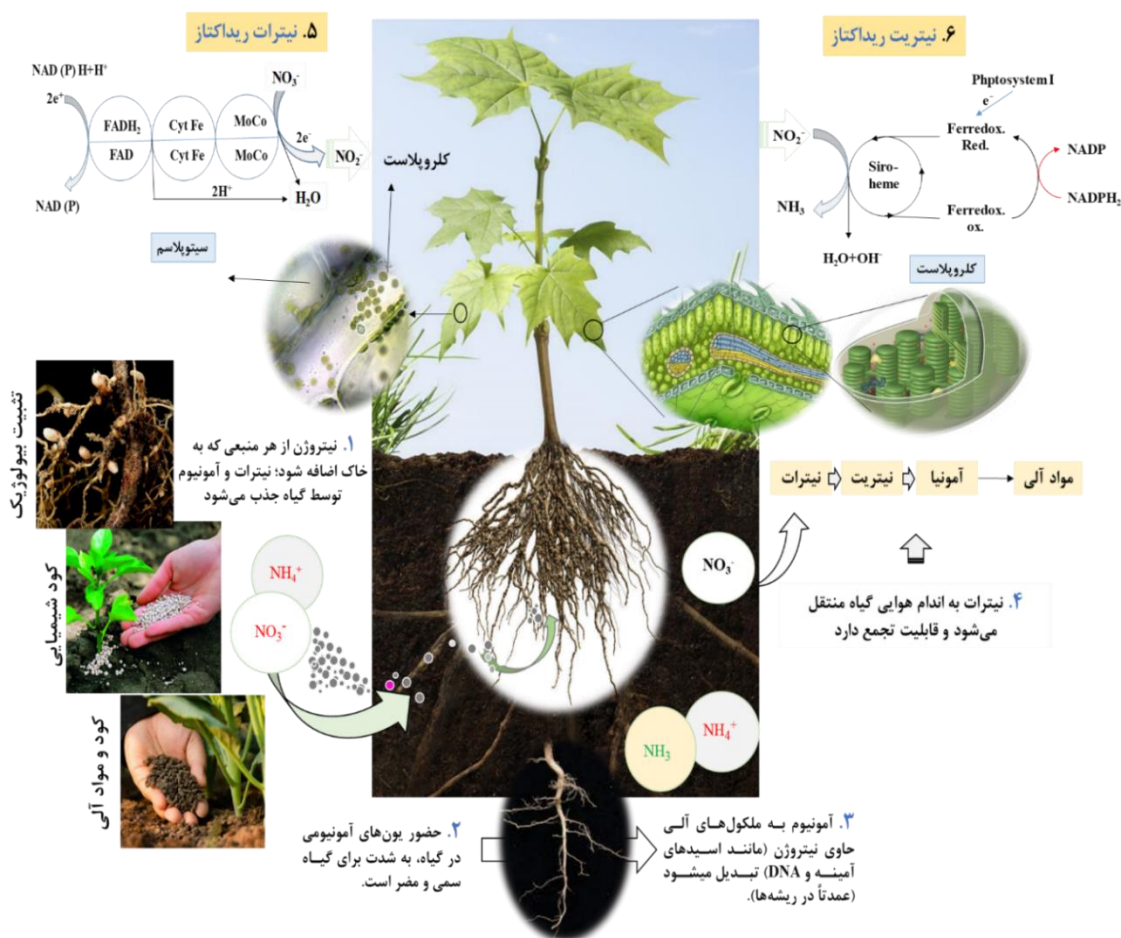 ۵. نیترات ریداکتاز
NAD (P) H+H⁺
2e⁺
NO₃⁻
FADH₂
Cyt Fe
MoCo
FAD
Cyt Fe
MoCo
2e⁻
NO₂⁻
NAD (P)
2H⁺
H₂O
سیتوپلاسم
کلروپلاست
۶. نیتریت ریداکتاز
Phptosystem I
e⁻
NO₂⁻
Ferredox.
Red.
NADP
Siro-
heme
NH₃
NADPH₂
Ferredox.
ox.
H₂O+OH⁻
کلروپلاست
تثبیت بیولوژیک
۱. نیتروژن از هر منبعی که به
خاک اضافه شود؛ نیترات و آمونیوم
توسط گیاه جذب می‌شود
کود شیمیایی
NH₄⁺
NO₃⁻
کود و مواد آلی
NO₃⁻
NH₃
NH₄⁺
نیترات
نیتریت
آمونیا
مواد آلی
۴. نیترات به اندام هوایی گیاه منتقل
می‌شود و قابلیت تجمع دارد
۲. حضور یون‌های آمونیومی
در گیاه، به شدت برای گیاه
سمی و مضر است.
۳. آمونیوم به ملکول‌های آلی
حاوی نیتروژن (مانند اسیدهای
آمینه و DNA) تبدیل میشود
(عمدتاً در ریشه‌ها).